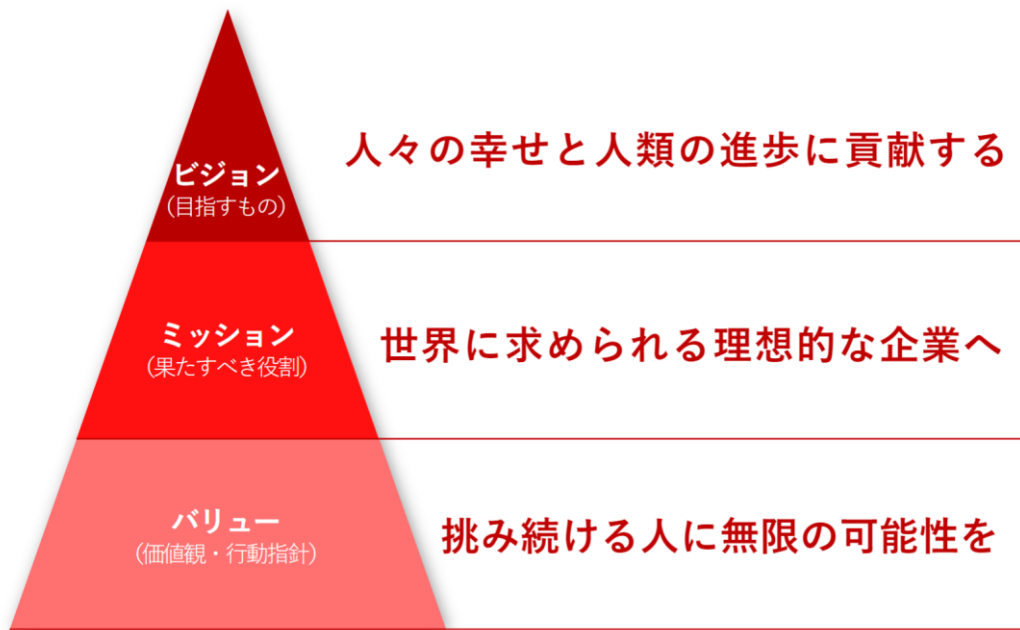 人々の幸せと人類の進歩に貢献する
ビジョン
(目指すもの)
世界に求められる理想的な企業へ
ミッション
(果たすべき役割)
挑み続ける人に無限の可能性を
バリュー
(価値観・行動指針)